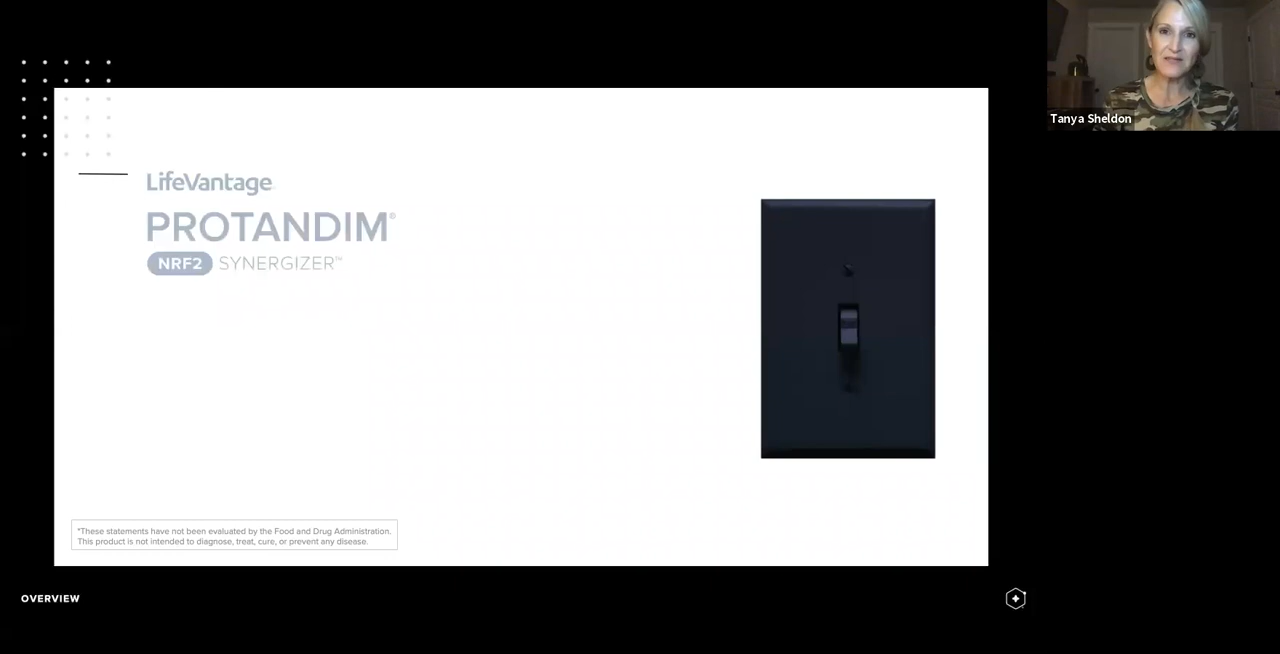 Tanya Sheldon
LifeVantage
PROTANDIM®
NRF2 SYNERGIZER™
*These statements have not been evaluated by the Food and Drug Administration.
This product is not intended to diagnose, treat, cure, or prevent any disease.
OVERVIEW